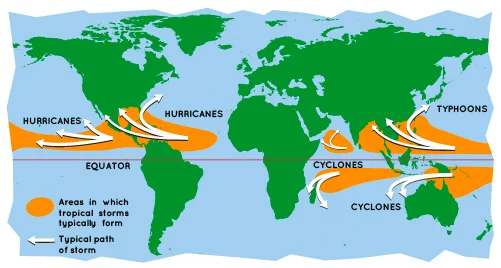 TYPHOONS
HURRICANES
HURRICANES
EQUATOR
CYCLONES
CYCLONES
Areas in which
tropical storms
typically form
Typical path
of storm